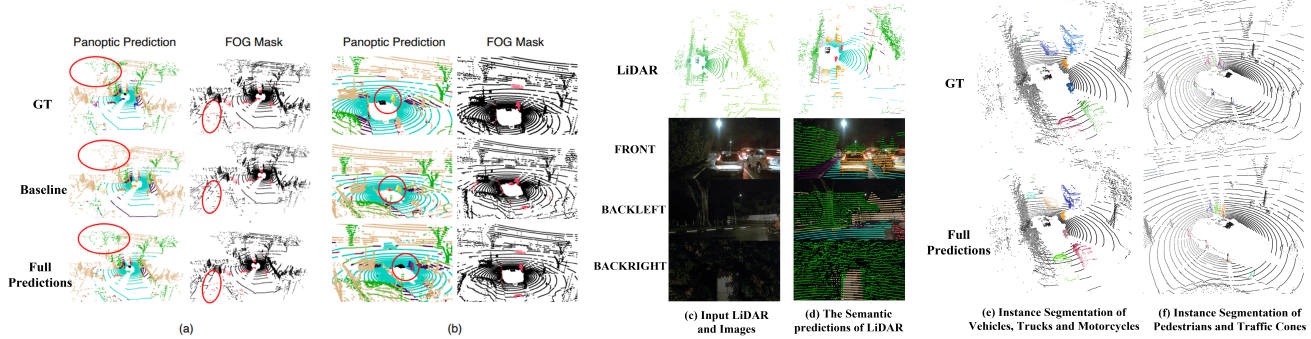 Panoptic Prediction FOG Mask Panoptic Prediction FOG Mask
GT
Baseline
Full
Predictions
(a) (b)
LiDAR
FRONT
BACKLEFT
BACKRIGHT
(c) Input LiDAR
and Images
(d) The Semantic
predictions of LiDAR
GT
Full
Predictions
(e) Instance Segmentation of
Vehicles, Trucks and Motorcycles
(f) Instance Segmentation of
Pedestrians and Traffic Cones